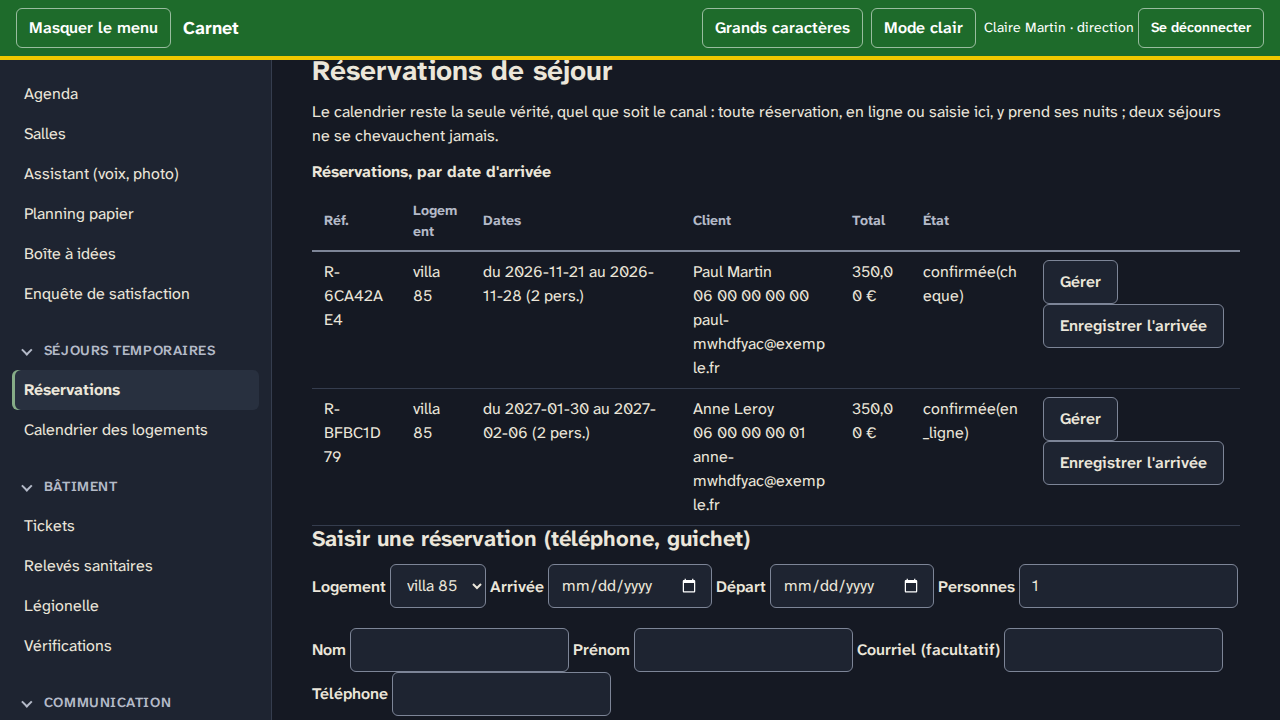 Masquer le menu
Carnet
Grands caractères
Mode clair
Claire Martin · direction
Se déconnecter
Agenda
Salles
Assistant (voix, photo)
Planning papier
Boîte à idées
Enquête de satisfaction
SÉJOURS TEMPORAIRES
Réservations
Calendrier des logements
BÂTIMENT
Tickets
Relevés sanitaires
Légionelle
Vérifications
COMMUNICATION
Réservations de séjour
Le calendrier reste la seule vérité, quel que soit le canal : toute réservation, en ligne ou saisie ici, y prend ses nuits ; deux séjours
ne se chevauchent jamais.
Réservations, par date d'arrivée
Réf.
Logem
ent
Dates
Client
Total
État
R-
6CA42A
E4
villa
85
du 2026-11-21 au 2026-
11-28 (2 pers.)
Paul Martin
06 00 00 00 00
paul-
mwhdfyac@exemp
le.fr
350,0
0 €
confirmée(ch
eque)
Gérer
Enregistrer l'arrivée
R-
BFBC1D
79
villa
85
du 2027-01-30 au 2027-
02-06 (2 pers.)
Anne Leroy
06 00 00 00 01
anne-
mwhdfyac@exemp
le.fr
350,0
0 €
confirmée(en
_ligne)
Gérer
Enregistrer l'arrivée
Saisir une réservation (téléphone, guichet)
Logement villa 85 Arrivée mm/dd/yyyy Départ mm/dd/yyyy Personnes 1
Nom Prénom Courriel (facultatif)
Téléphone